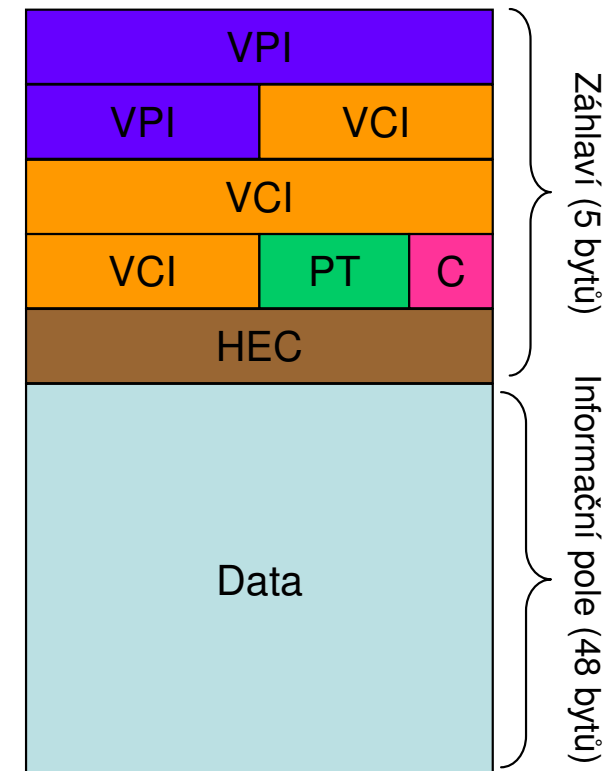 VPI
VPI VCI
VCI
VCI PT C
HEC
Data
Záhlaví (5 bytů)
Informační pole (48 bytů)